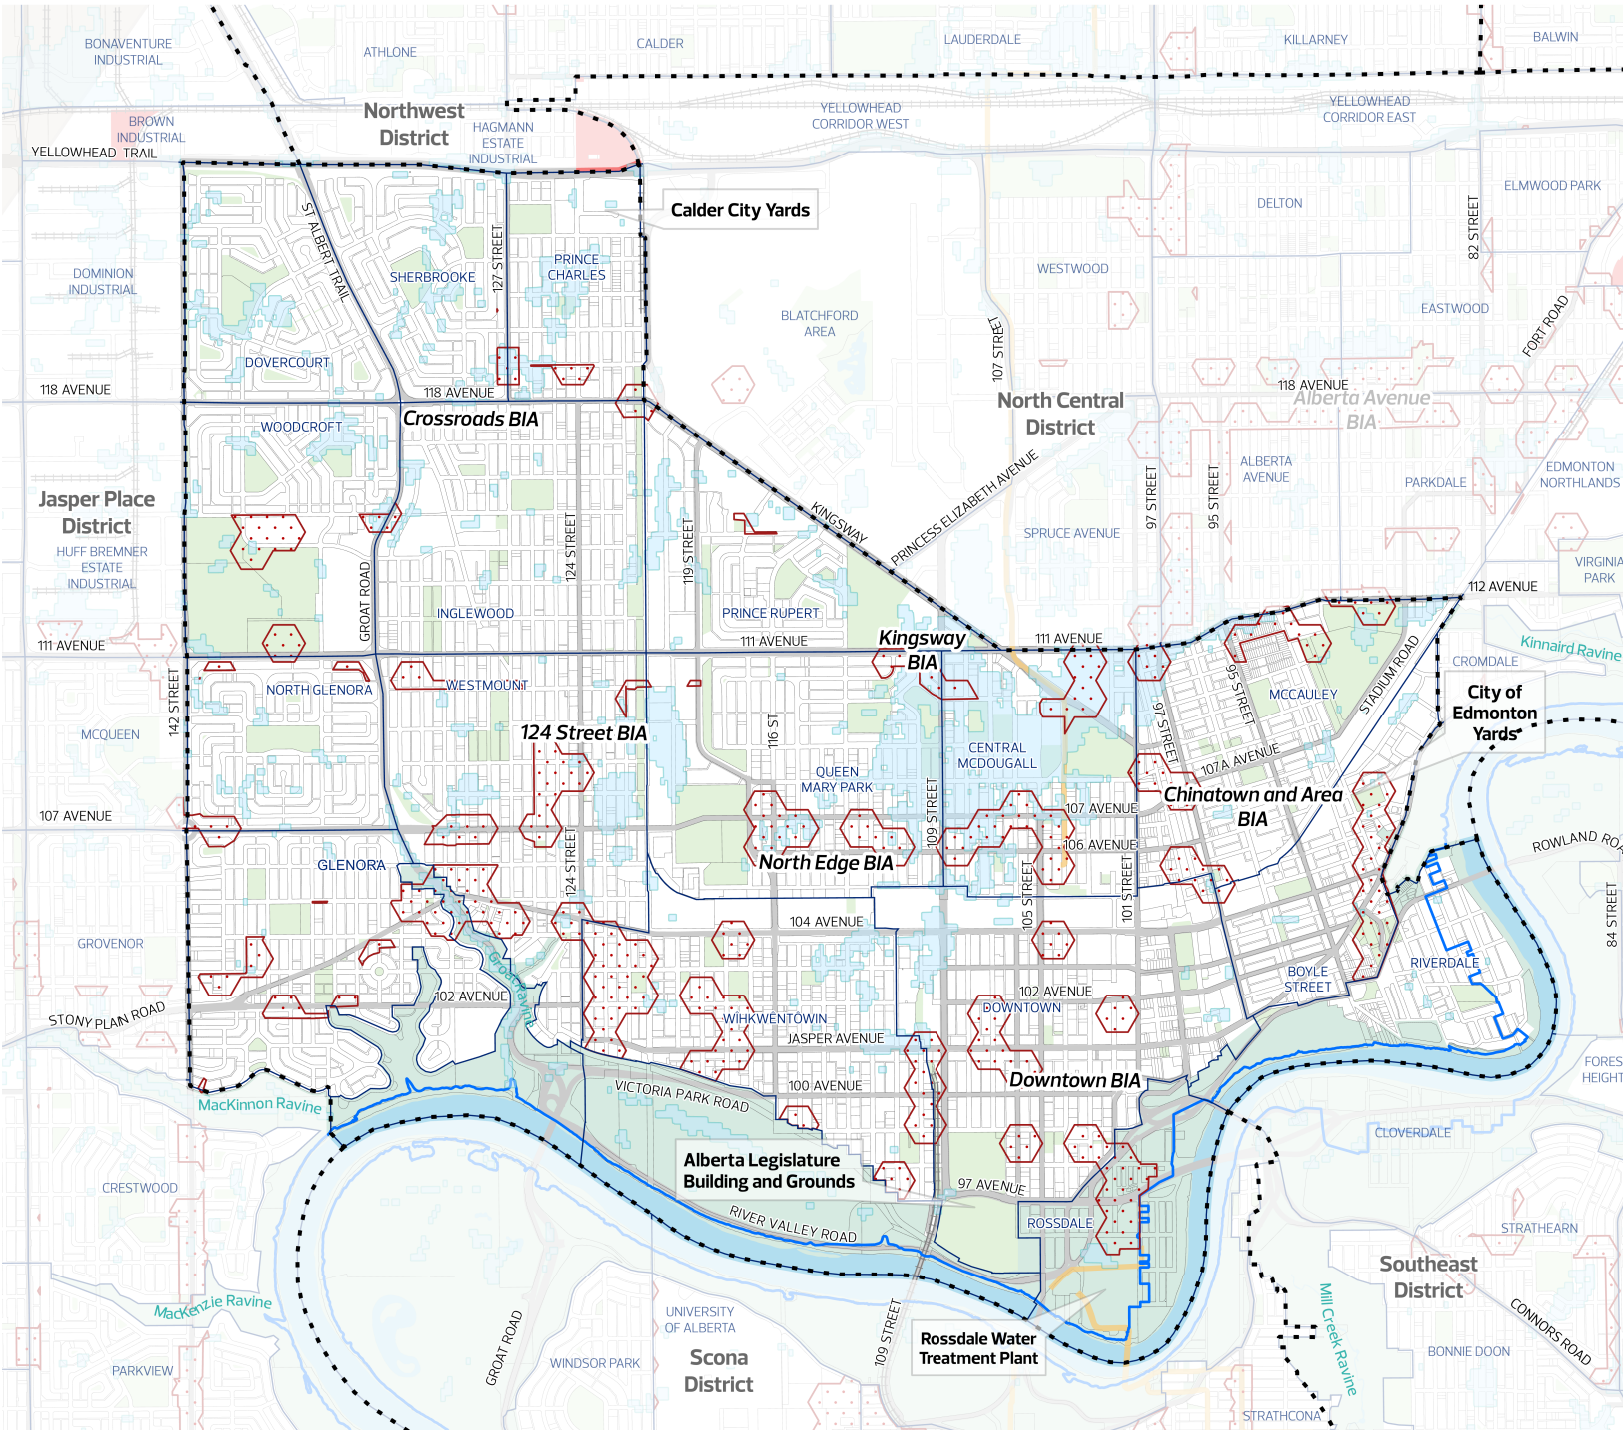 BONAVENTURE
INDUSTRIAL
ATHLONE
CALDER
LAUDERDALE
KILLARNEY
BALWIN
Northwest
District
BROWN
INDUSTRIAL
HAGMANN
ESTATE
INDUSTRIAL
YELLOWHEAD
CORRIDOR WEST
YELLOWHEAD
CORRIDOR EAST
YELLOWHEAD TRAIL
Calder City Yards
ELMWOOD PARK
DELTON
82 STREET
ST ALBERT TRAIL
127 STREET
SHERBROOKE
PRINCE
CHARLES
DOMINION
INDUSTRIAL
WESTWOOD
BLATCHFORD
AREA
EASTWOOD
FORT ROAD
107 STREET
DOVERCOURT
118 AVENUE
118 AVENUE
118 AVENUE
Alberta Avenue
BIA
Crossroads BIA
North Central
District
WOODCROFT
Jasper Place
District
KINGSWAY
PRINCESS ELIZABETH AVENUE
97 STREET
95 STREET
ALBERTA
AVENUE
PARKDALE
EDMONTON
NORTHLANDS
SPRUCE AVENUE
HUFF BREMNER
ESTATE
INDUSTRIAL
124 STREET
119 STREET
VIRGINIA
PARK
112 AVENUE
GROAT ROAD
INGLEWOOD
PRINCE RUPERT
111 AVENUE
111 AVENUE
111 AVENUE
Kingsway
BIA
Kinnaird Ravine
CROMDALE
STADIUM ROAD
142 STREET
NORTH GLENORA
WESTMOUNT
95 STREET
MCCAULEY
City of
Edmonton
Yards
MCQUEEN
124 Street BIA
116 ST
97 STREET
CENTRAL
MCDOUGALL
107A AVENUE
QUEEN
MARY PARK
Chinatown and Area
BIA
107 AVENUE
107 AVENUE
109 STREET
106 AVENUE
ROWLAND
GLENORA
North Edge BIA
124 STREET
105 STREET
101 STREET
84 STREET
104 AVENUE
GROVENOR
Groat Ravine
RIVERDALE
BOYLE
STREET
102 AVENUE
102 AVENUE
DOWNTOWN
STONY PLAIN ROAD
WÎHKWÊNTÔWIN
JASPER AVENUE
Downtown BIA
100 AVENUE
VICTORIA PARK ROAD
MacKinnon Ravine
CLOVERDALE
Alberta Legislature
Building and Grounds
97 AVENUE
CRESTWOOD
RIVER VALLEY ROAD
ROSSDALE
STRATHEARN
Southeast
District
MacKenzie Ravine
UNIVERSITY
OF ALBERTA
GROAT ROAD
109 STREET
Rossdale Water
Treatment Plant
Mill Creek Ravine
CONNORS ROAD
BONNIE DOON
PARKVIEW
WINDSOR PARK
Scona
District
STRATHCONA